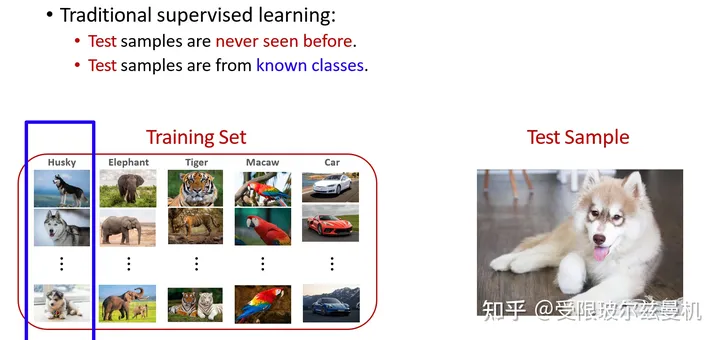 • Traditional supervised learning:
• Test samples are never seen before.
• Test samples are from known classes.
Training Set
Test Sample
Husky Elephant Tiger Macaw Car
知乎 @受限玻尔兹曼机